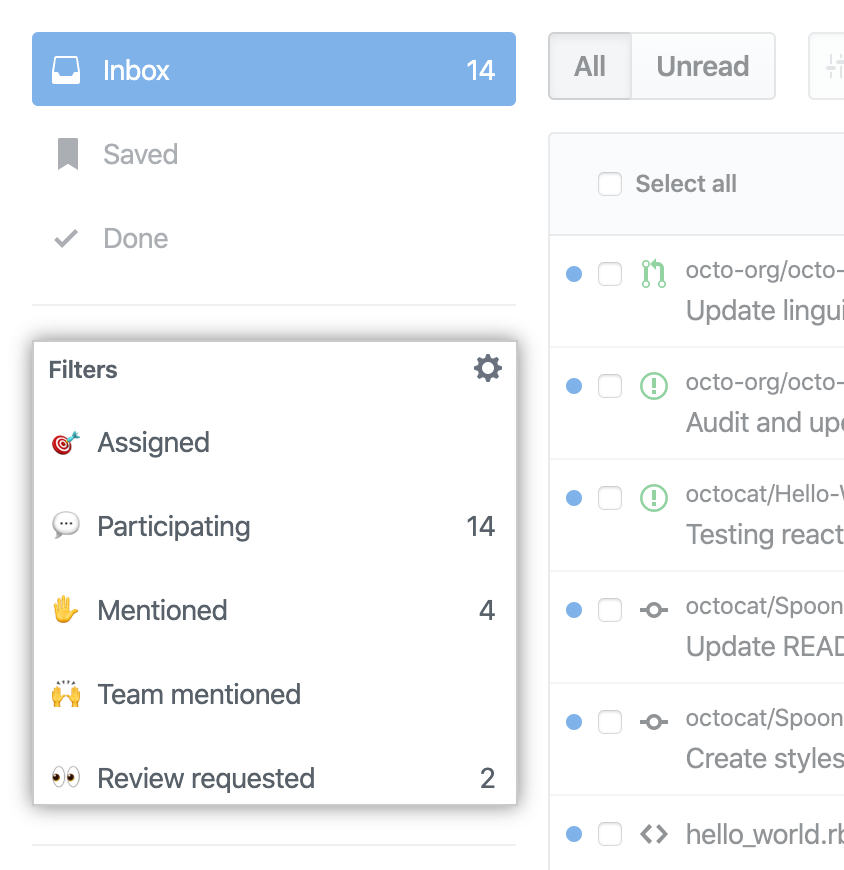 Inbox 14
Saved
Done
Filters
Assigned
Participating 14
Mentioned 4
Team mentioned
Review requested 2
All Unread
Select all
octo-org/octo-
Update lingui
octo-org/octo-
Audit and upd
octocat/Hello-W
Testing react
octocat/Spoon
Update READ
octocat/Spoon
Create styles
hello_world.rb